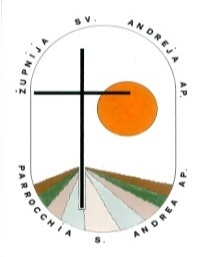 ŽUPNIJA SV. ANDREJA AP.
PARROCCHIA S. ANDREA AP.